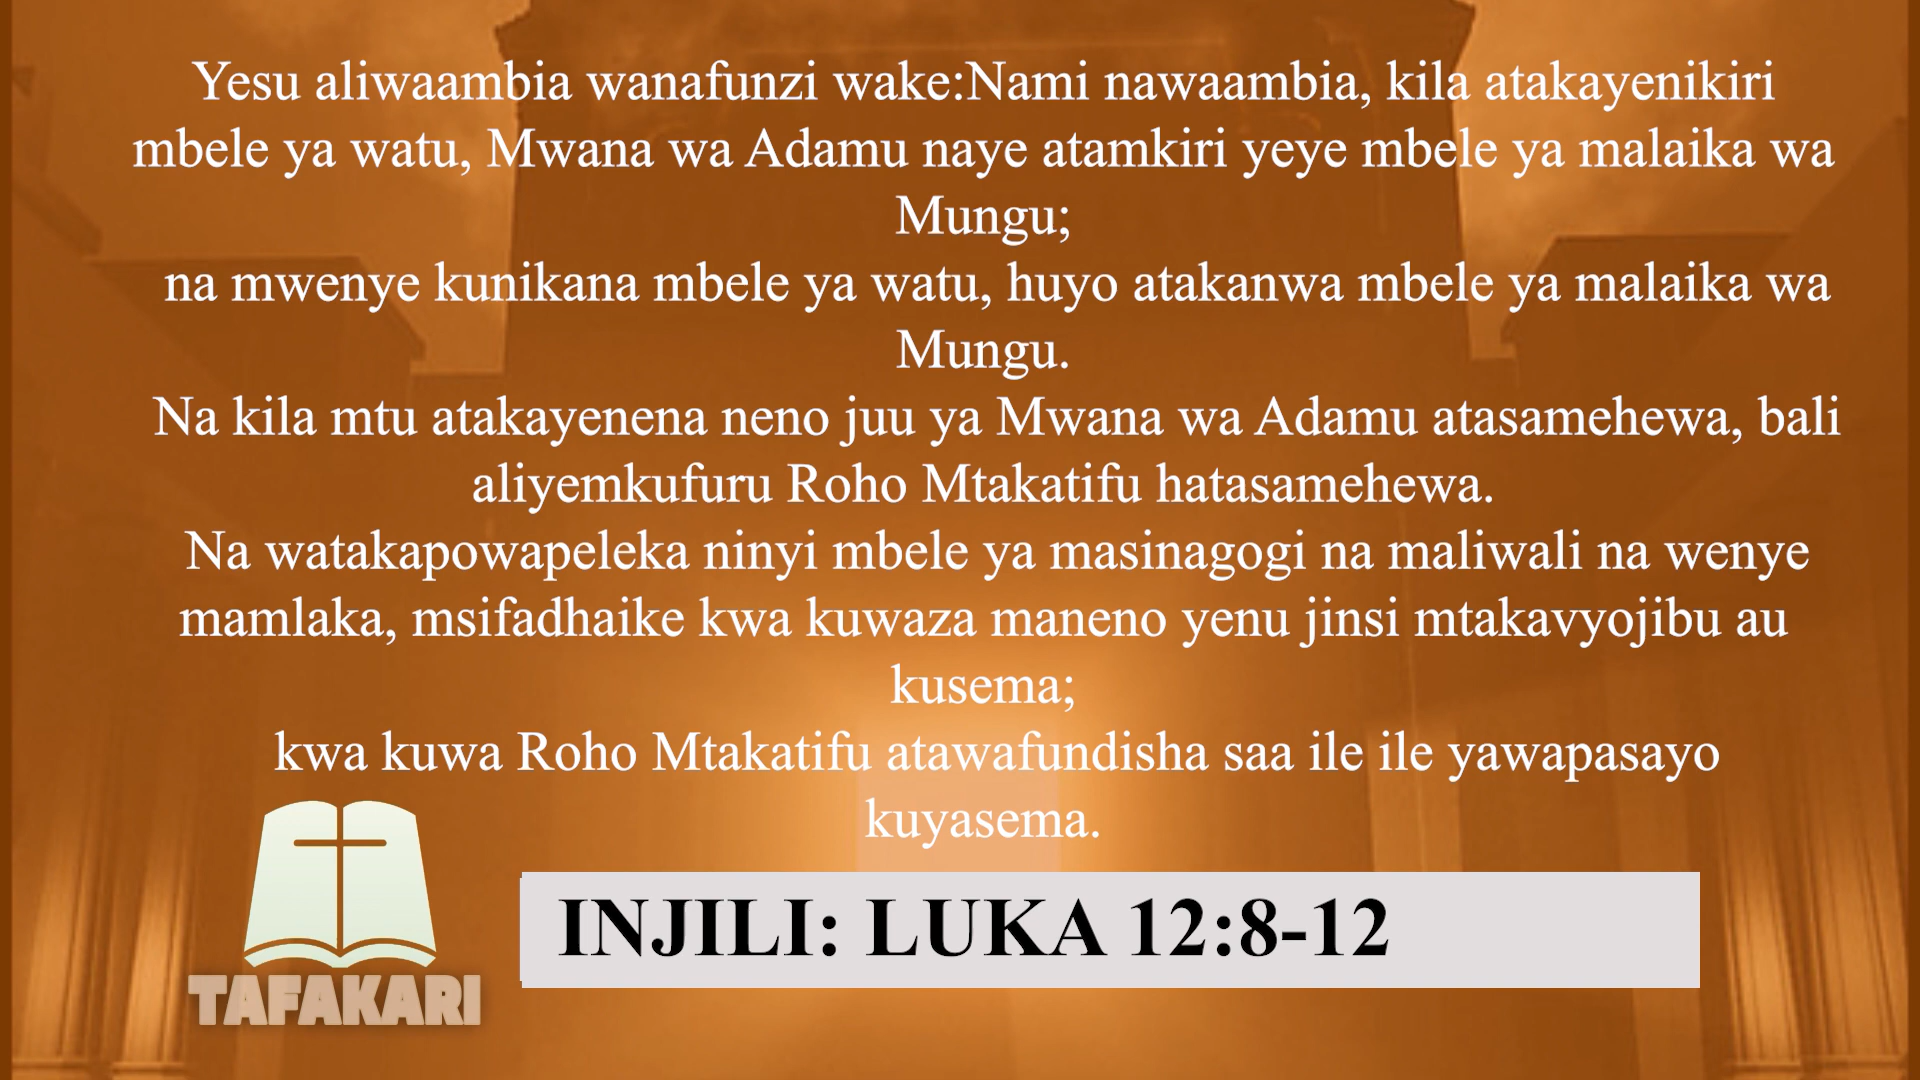 Yesu aliwaambia wanafunzi wake:Nami nawaambia, kila atakayenikiri
mbele ya watu, Mwana wa Adamu naye atamkiri yeye mbele ya malaika wa
Mungu;
na mwenye kunikana mbele ya watu, huyo atakanwa mbele ya malaika wa
Mungu.
Na kila mtu atakayenena neno juu ya Mwana wa Adamu atasamehewa, bali
aliyemkufuru Roho Mtakatifu hatasamehewa.
Na watakapowapeleka ninyi mbele ya masinagogi na maliwali na wenye
mamlaka, msifadhaike kwa kuwaza maneno yenu jinsi mtakavyojibu au
kusema;
kwa kuwa Roho Mtakatifu atawafundisha saa ile ile yawapasayo
kuyasema.
INJILI: LUKA 12:8-12
TAFAKARI